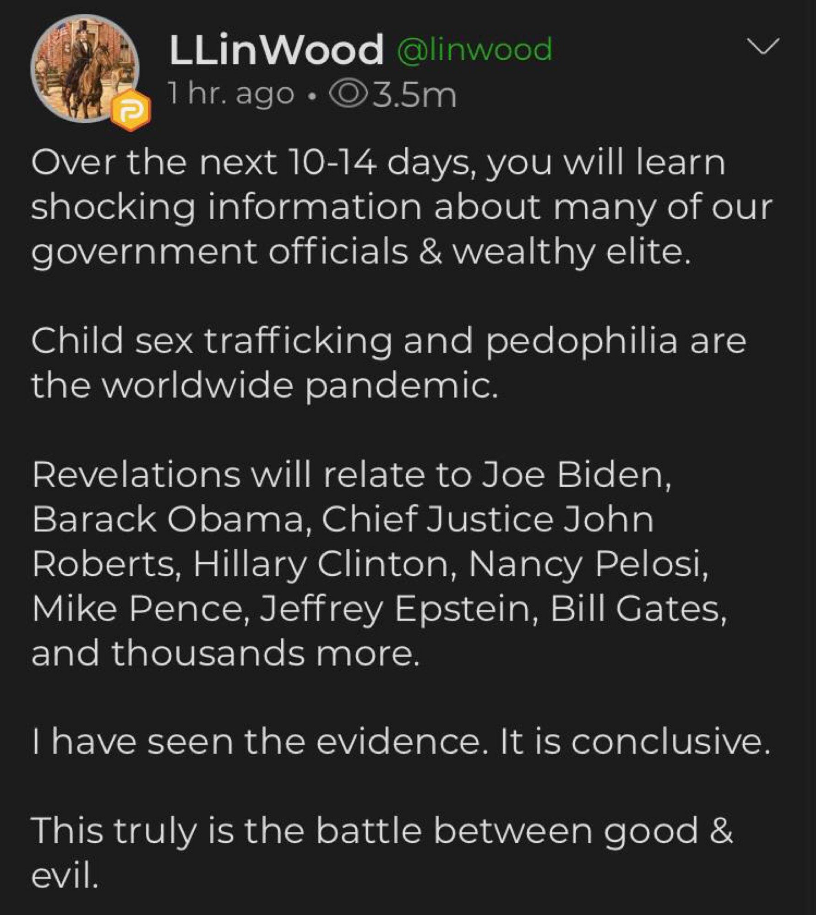 LLinWood @linwood
1 hr. ago • 3.5m
Over the next 10-14 days, you will learn
shocking information about many of our
government officials & wealthy elite.
Child sex trafficking and pedophilia are
the worldwide pandemic.
Revelations will relate to Joe Biden,
Barack Obama, Chief Justice John
Roberts, Hillary Clinton, Nancy Pelosi,
Mike Pence, Jeffrey Epstein, Bill Gates,
and thousands more.
I have seen the evidence. It is conclusive.
This truly is the battle between good &
evil.